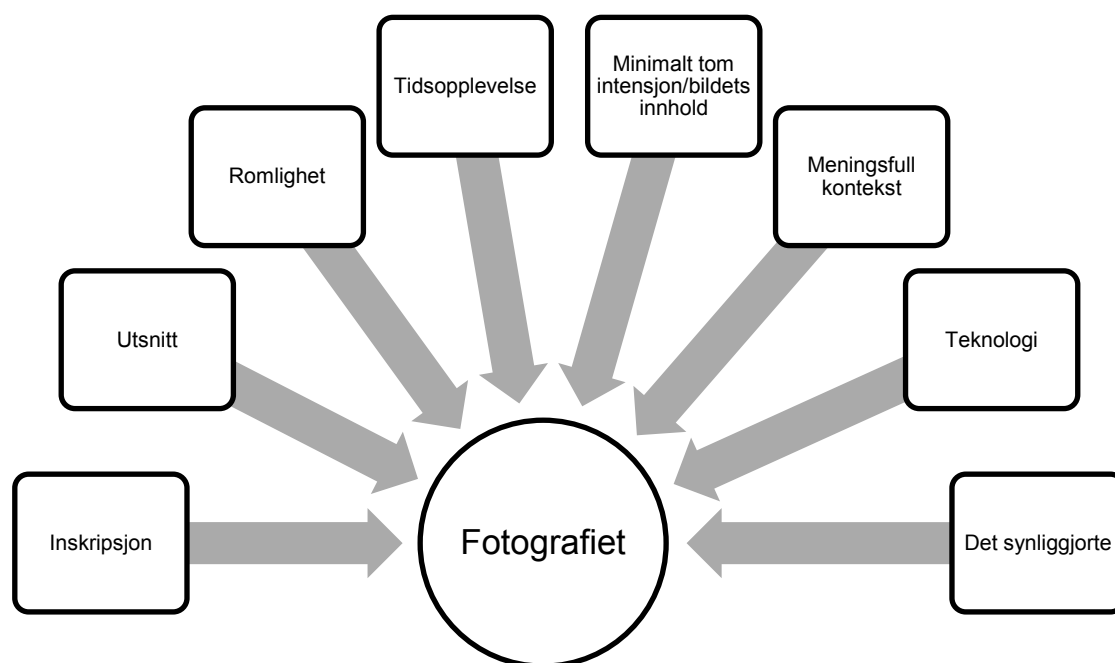 Tidsopplevelse
Minimalt tom
intensjon/bildets
innhold
Romlighet
Meningsfull
kontekst
Utsnitt
Teknologi
Inskripsjon
Fotografiet
Det synliggjorte